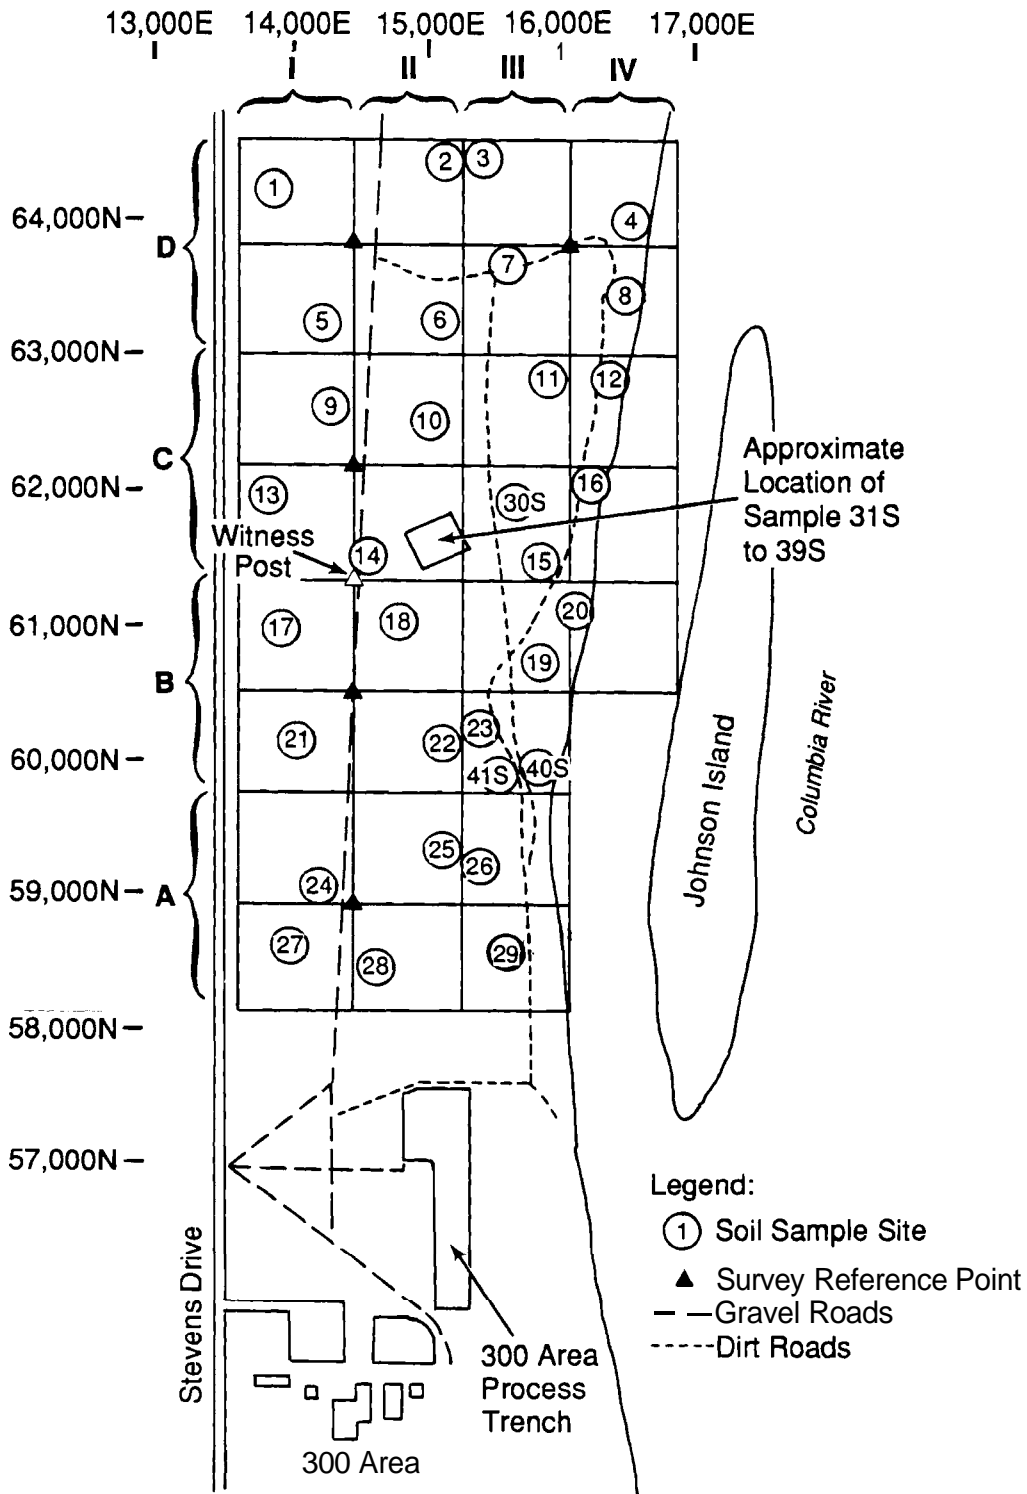 13,000E 14,000E 15,000E 16,000E 17,000E
I II III IV
64,000N
63,000N
62,000N
61,000N
60,000N
59,000N
58,000N
57,000N
D
C
B
A
1
2
3
4
5
6
7
8
9
10
11
12
13
14
15
16
17
18
19
20
21
22
23
24
25
26
27
28
29
30S
40S
41S
Witness
Post
Approximate
Location of
Sample 31S
to 39S
Johnson Island
Columbia River
Stevens Drive
300 Area
Process
Trench
300 Area
Legend:
1 Soil Sample Site
Survey Reference Point
Gravel Roads
Dirt Roads